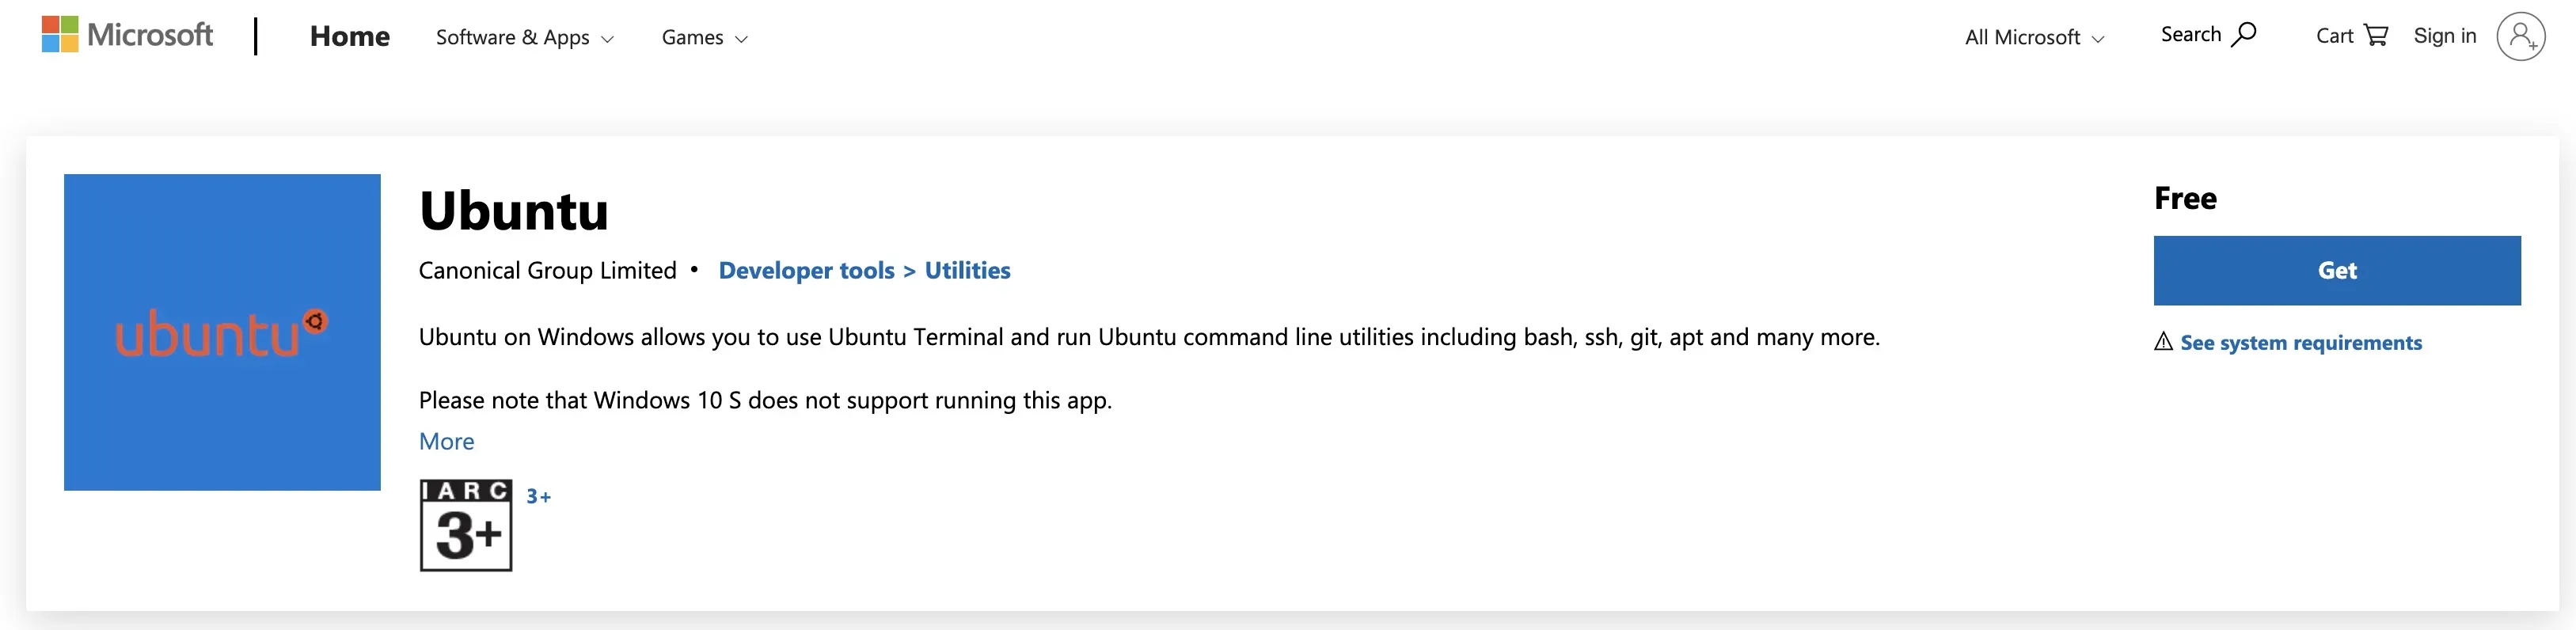 Microsoft
Home
Software & Apps
Games
All Microsoft
Search
Cart
Sign in
ubuntu
Ubuntu
Canonical Group Limited • Developer tools > Utilities
Ubuntu on Windows allows you to use Ubuntu Terminal and run Ubuntu command line utilities including bash, ssh, git, apt and many more.
Please note that Windows 10 S does not support running this app.
More
IARC
3+
3+
Free
Get
See system requirements